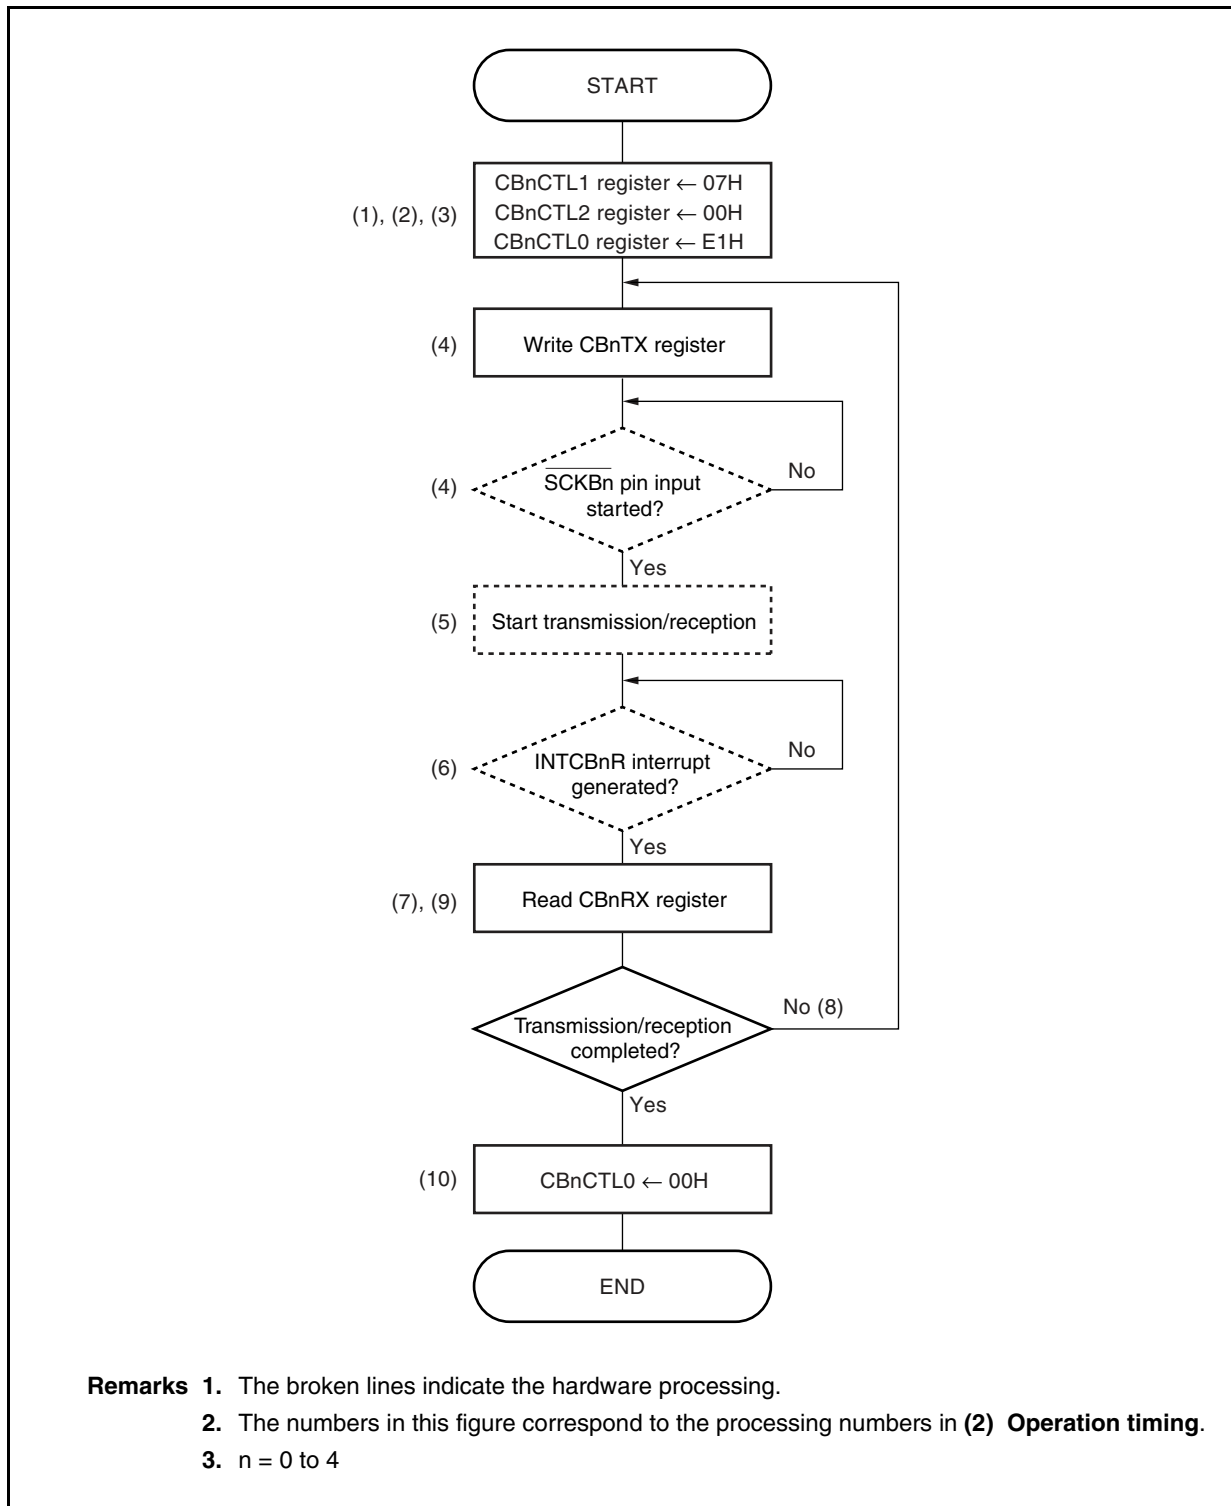 START
(1), (2), (3)
CBnCTL1 register ← 07H
CBnCTL2 register ← 00H
CBnCTL0 register ← E1H
(4)
Write CBnTX register
(4)
SCKBn pin input
started?
No
Yes
(5)
Start transmission/reception
(6)
INTCBnR interrupt
generated?
No
Yes
(7), (9)
Read CBnRX register
Transmission/reception
completed?
No (8)
Yes
(10)
CBnCTL0 ← 00H
END
Remarks 1. The broken lines indicate the hardware processing.
2. The numbers in this figure correspond to the processing numbers in (2) Operation timing.
3. n = 0 to 4